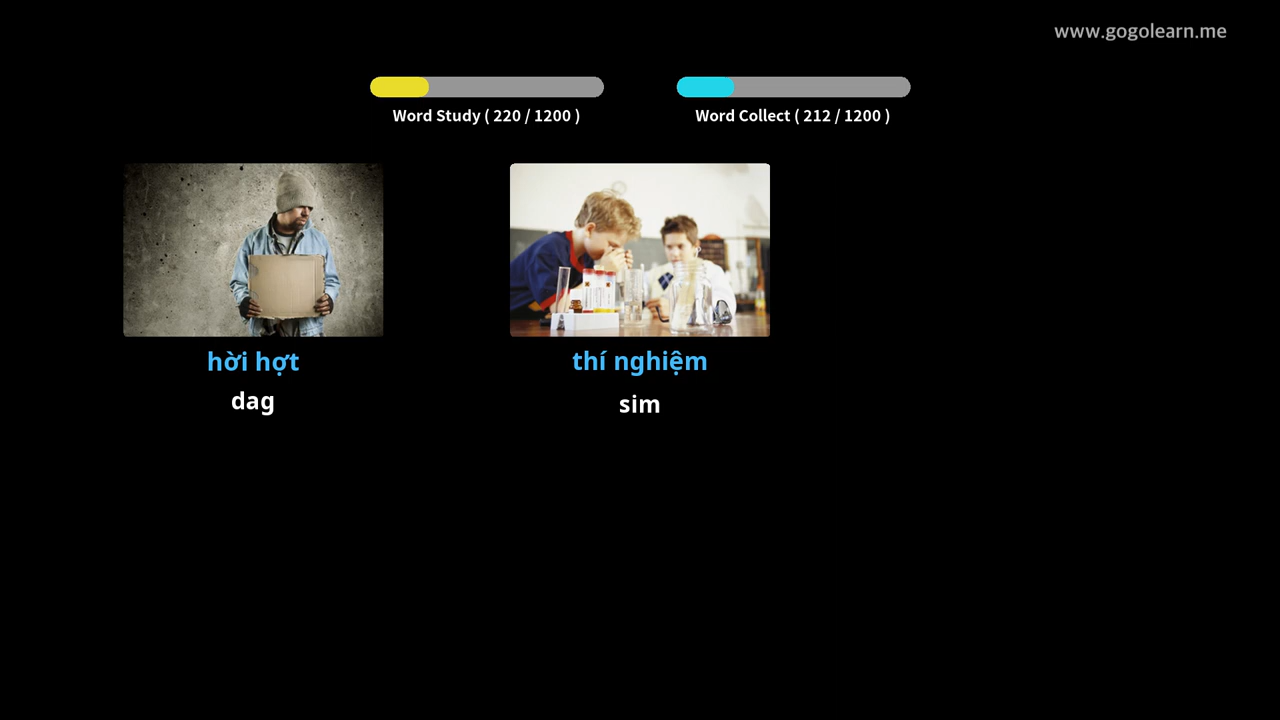 www.gogolearn.me
Word Study ( 220 / 1200 )
Word Collect ( 212 / 1200 )
hời hợt
dag
thí nghiệm
sim